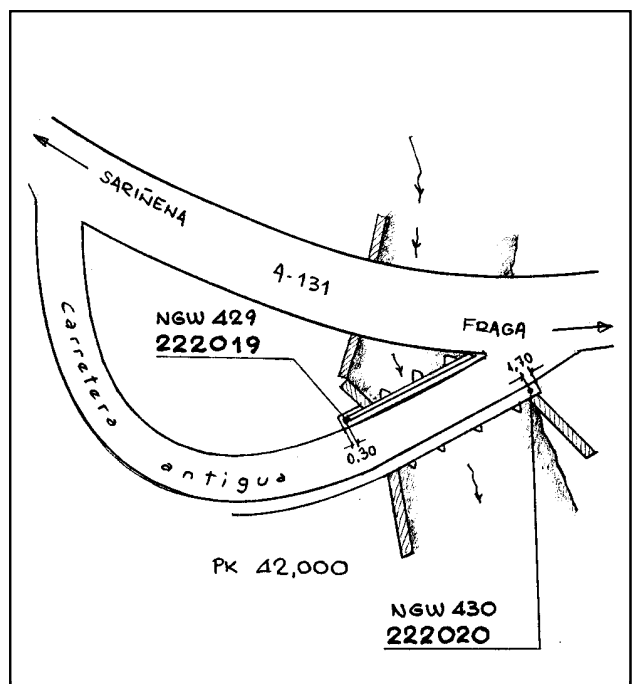 SARIÑENA
A-131
NGW 429
222019
FRAGA
1,70
Carretera antigua
0.30
PK 42,000
NGW 430
222020